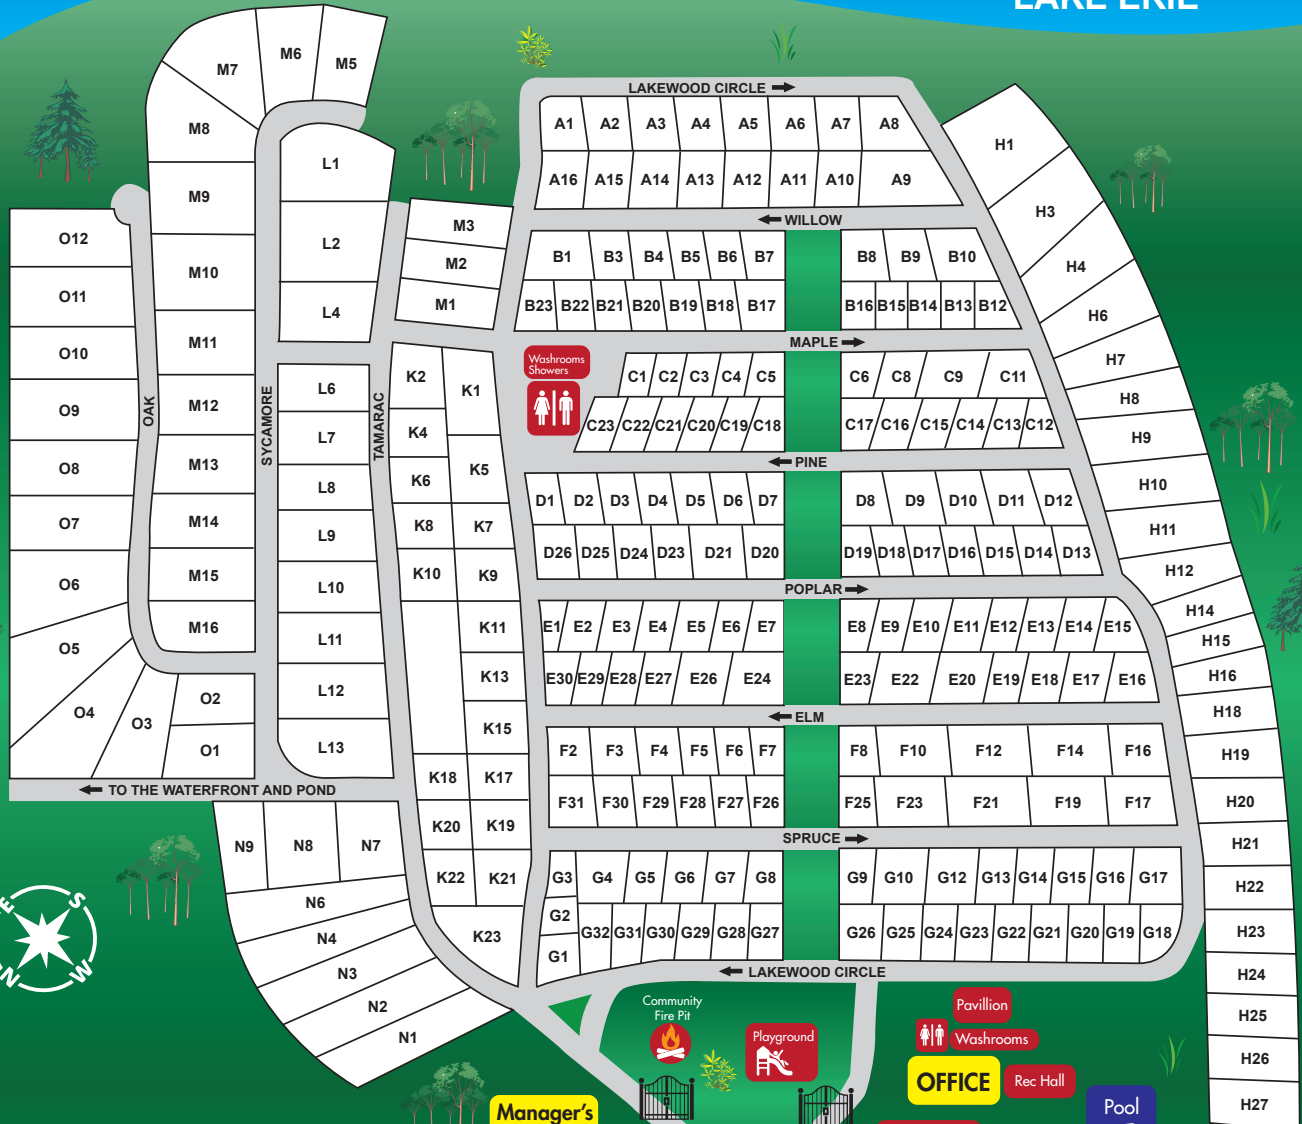 LAKE ERIE
M7 M6 M5
M8
M9
M10
M11
M12
M13
M14
M15
M16
L1
L2
L4
L6
L7
L8
L9
L10
L11
L12
L13
O12
O11
O10
O9
O8
O7
O6
O5
O4
O3
O2
O1
OAK
SYCAMORE
TAMARAC
M3
M2
M1
K2 K1
K4
K6 K5
K8 K7
K10 K9
K11
K13
K15
K18 K17
K20 K19
K22 K21
K23
LAKEWOOD CIRCLE
A1 A2 A3 A4 A5 A6 A7 A8
A16 A15 A14 A13 A12 A11 A10 A9
WILLOW
B1 B3 B4 B5 B6 B7 B8 B9 B10
B23 B22 B21 B20 B19 B18 B17 B16 B15 B14 B13 B12
MAPLE
Washrooms
Showers
C1 C2 C3 C4 C5 C6 C8 C9 C11
C23 C22 C21 C20 C19 C18 C17 C16 C15 C14 C13 C12
PINE
D1 D2 D3 D4 D5 D6 D7 D8 D9 D10 D11 D12
D26 D25 D24 D23 D21 D20 D19 D18 D17 D16 D15 D14 D13
POPLAR
E1 E2 E3 E4 E5 E6 E7 E8 E9 E10 E11 E12 E13 E14 E15
E30 E29 E28 E27 E26 E24 E23 E22 E20 E19 E18 E17 E16
ELM
F2 F3 F4 F5 F6 F7 F8 F10 F12 F14 F16
F31 F30 F29 F28 F27 F26 F25 F23 F21 F19 F17
SPRUCE
G3 G4 G5 G6 G7 G8 G9 G10 G12 G13 G14 G15 G16 G17
G2
G32 G31 G30 G29 G28 G27 G26 G25 G24 G23 G22 G21 G20 G19 G18
G1
LAKEWOOD CIRCLE
H1
H3
H4
H6
H7
H8
H9
H10
H11
H12
H14
H15
H16
H18
H19
H20
H21
H22
H23
H24
H25
H26
H27
TO THE WATERFRONT AND POND
N9 N8 N7
N6
N4
N3
N2
N1
E S
N W
Community
Fire Pit
Playground
Pavillion
Washrooms
OFFICE
Rec Hall
Pool
Manager's